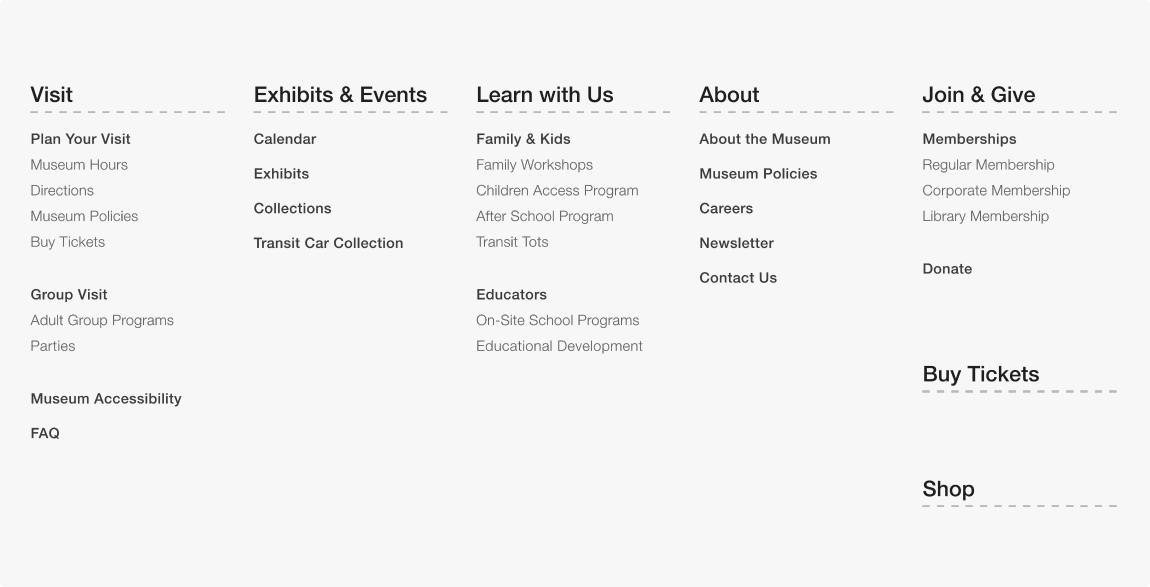 Visit
Plan Your Visit
Museum Hours
Directions
Museum Policies
Buy Tickets
Group Visit
Adult Group Programs
Parties
Museum Accessibility
FAQ
Exhibits & Events
Calendar
Exhibits
Collections
Transit Car Collection
Learn with Us
Family & Kids
Family Workshops
Children Access Program
After School Program
Transit Tots
Educators
On-Site School Programs
Educational Development
About
About the Museum
Museum Policies
Careers
Newsletter
Contact Us
Join & Give
Memberships
Regular Membership
Corporate Membership
Library Membership
Donate
Buy Tickets
Shop